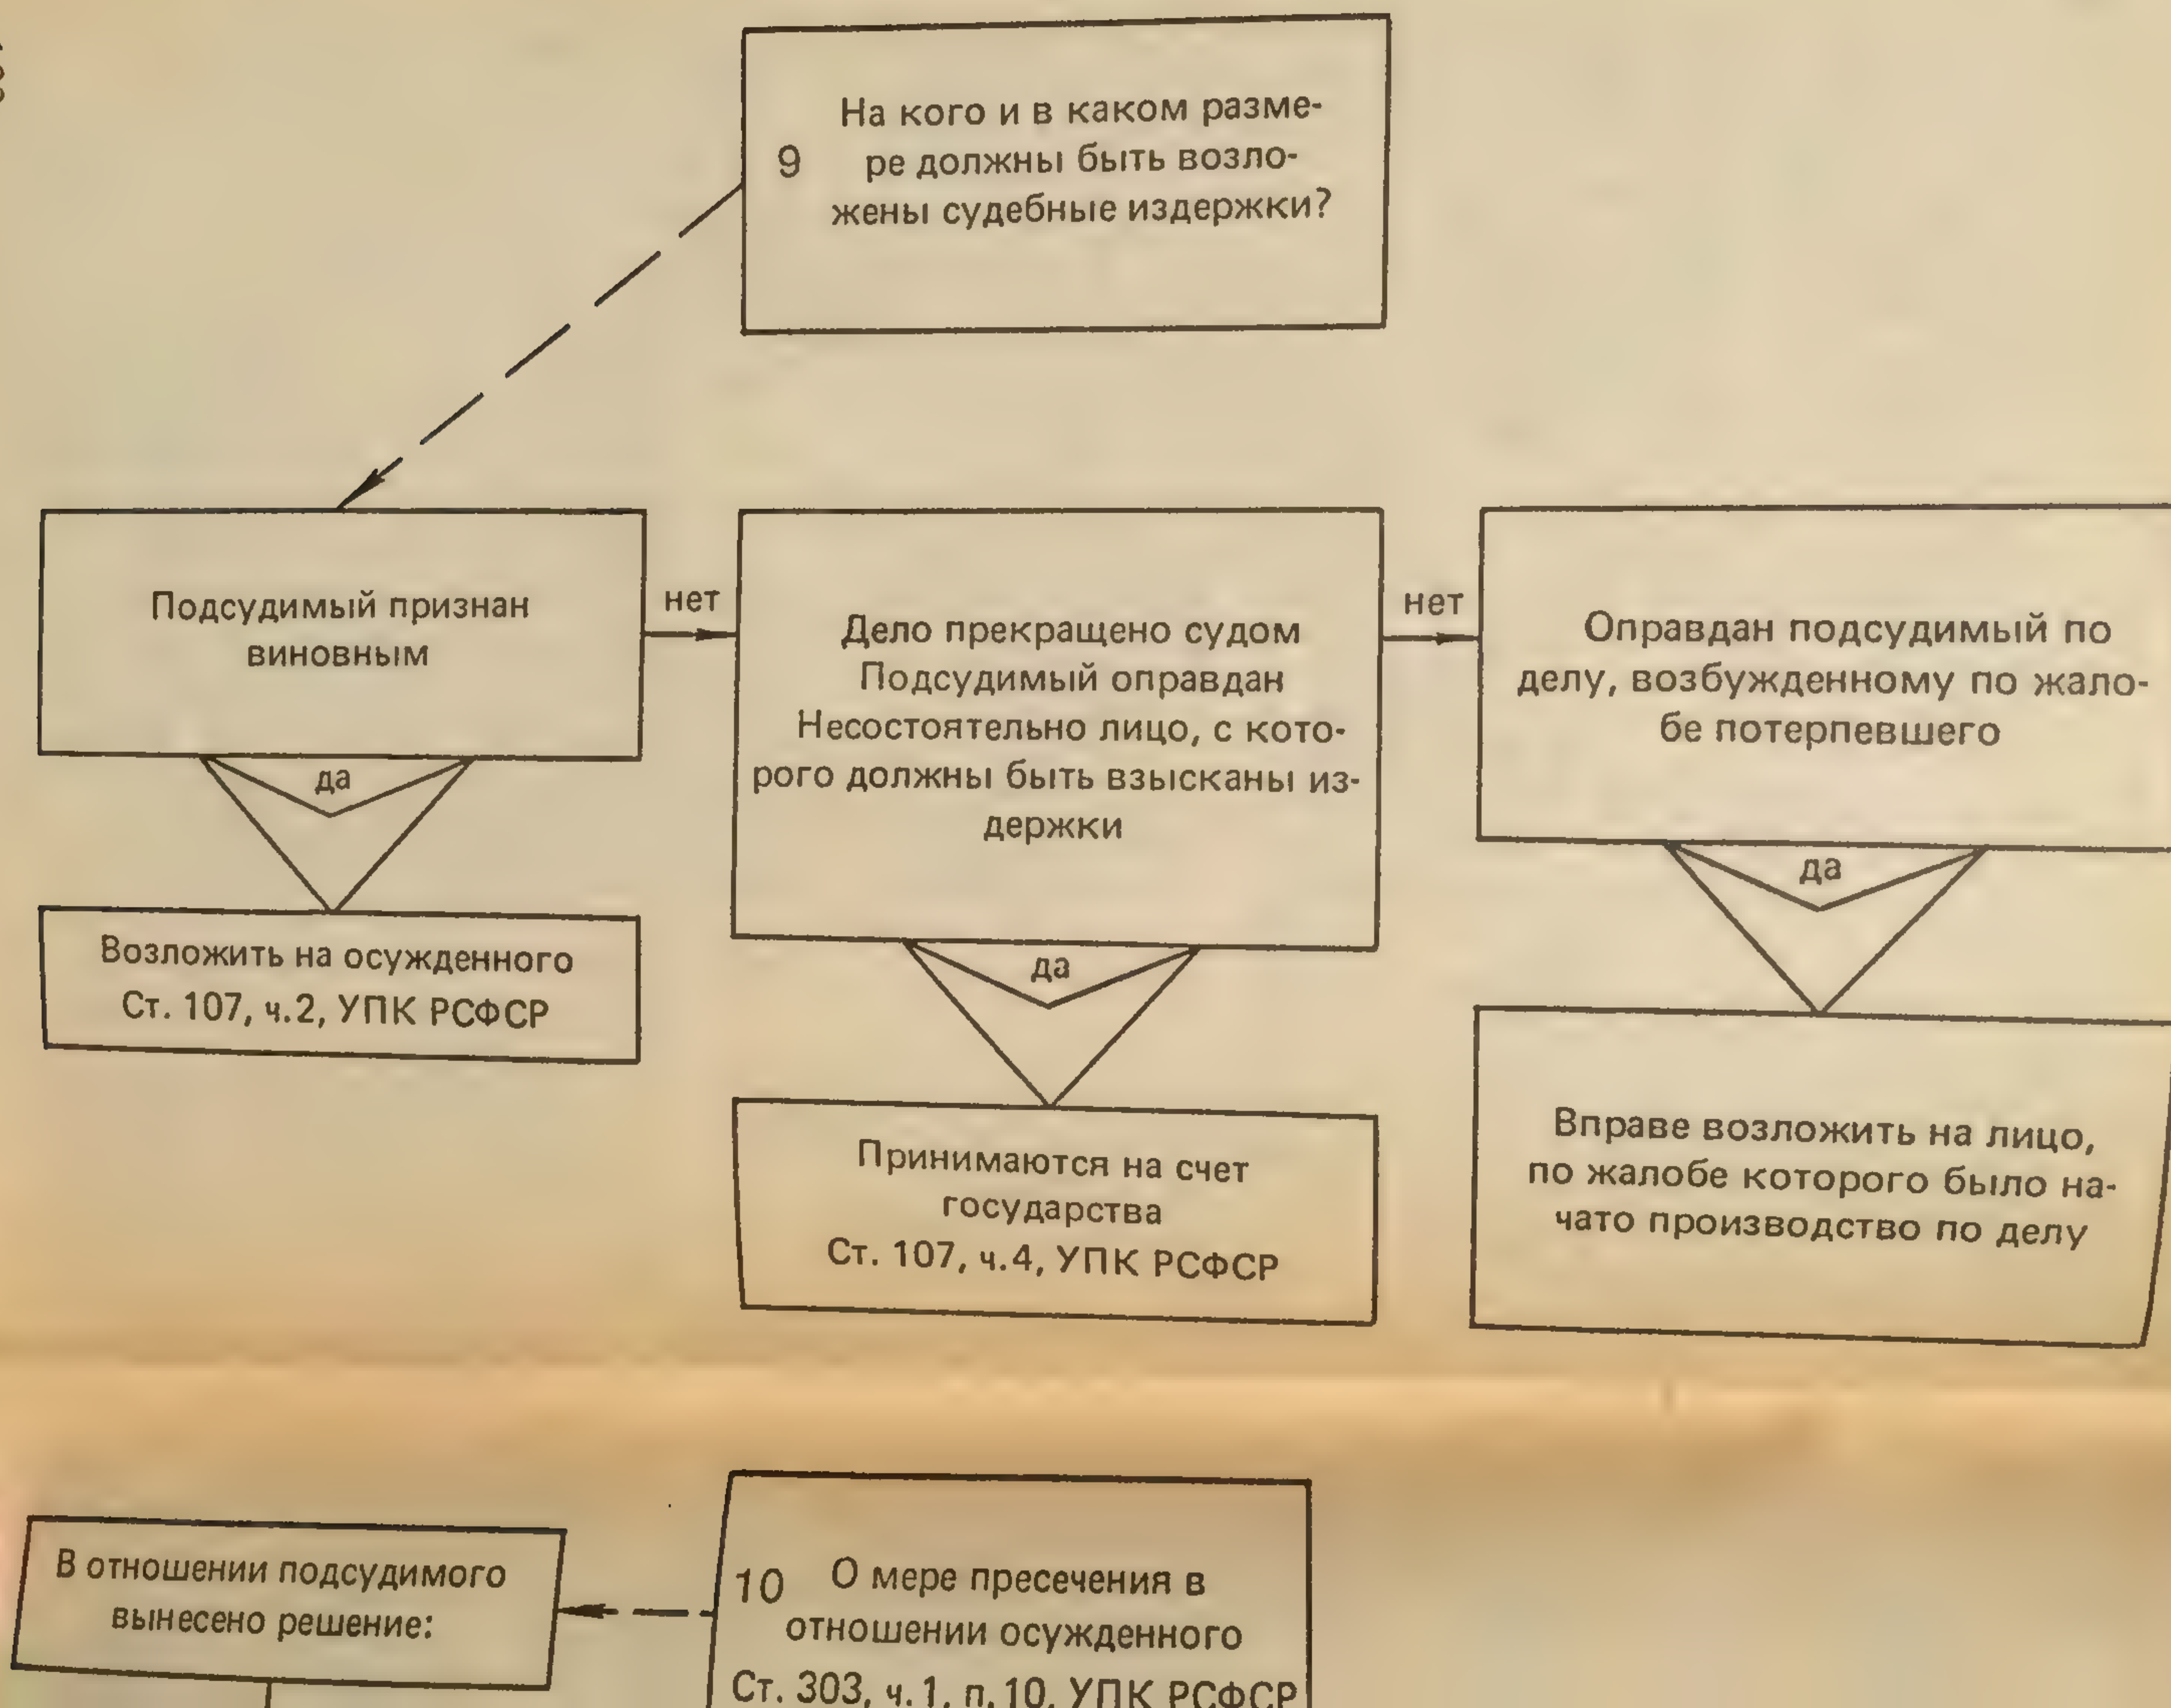 9
На кого и в каком разме-
ре должны быть возло-
жены судебные издержки?
Подсудимый признан
виновным
нет
Дело прекращено судом
Подсудимый оправдан
Несостоятельно лицо, с кото-
рого должны быть взысканы из-
держки
нет
Оправдан подсудимый по
делу, возбужденному по жало-
бе потерпевшего
да
Возложить на осужденного
Ст. 107, ч.2, УПК РСФСР
да
Принимаются на счет
государства
Ст. 107, ч.4, УПК РСФСР
да
Вправе возложить на лицо,
по жалобе которого было на-
чато производство по делу
В отношении подсудимого
вынесено решение:
10 О мере пресечения в
отношении осужденного
Ст. 303, ч.1, п.10, УПК РСФСР